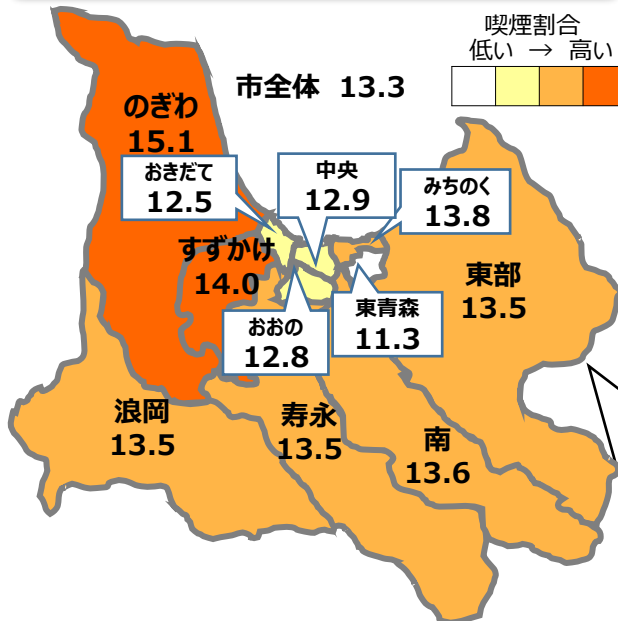 喫煙割合
低い → 高い
市全体 13.3
のぎわ
15.1
おきだて
12.5
中央
12.9
みちのく
13.8
すずかけ
14.0
東部
13.5
おおの
12.8
東青森
11.3
浪岡
13.5
寿永
13.5
南
13.6